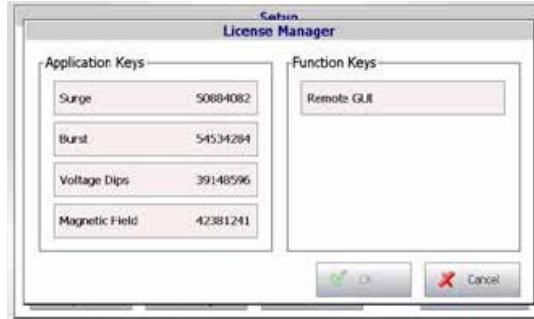 Setup
License Manager
Application Keys
Surge 50884082
Burst 54534284
Voltage Dips 39148596
Magnetic Field 42381241
Function Keys
Remote GUI
Ok
Cancel